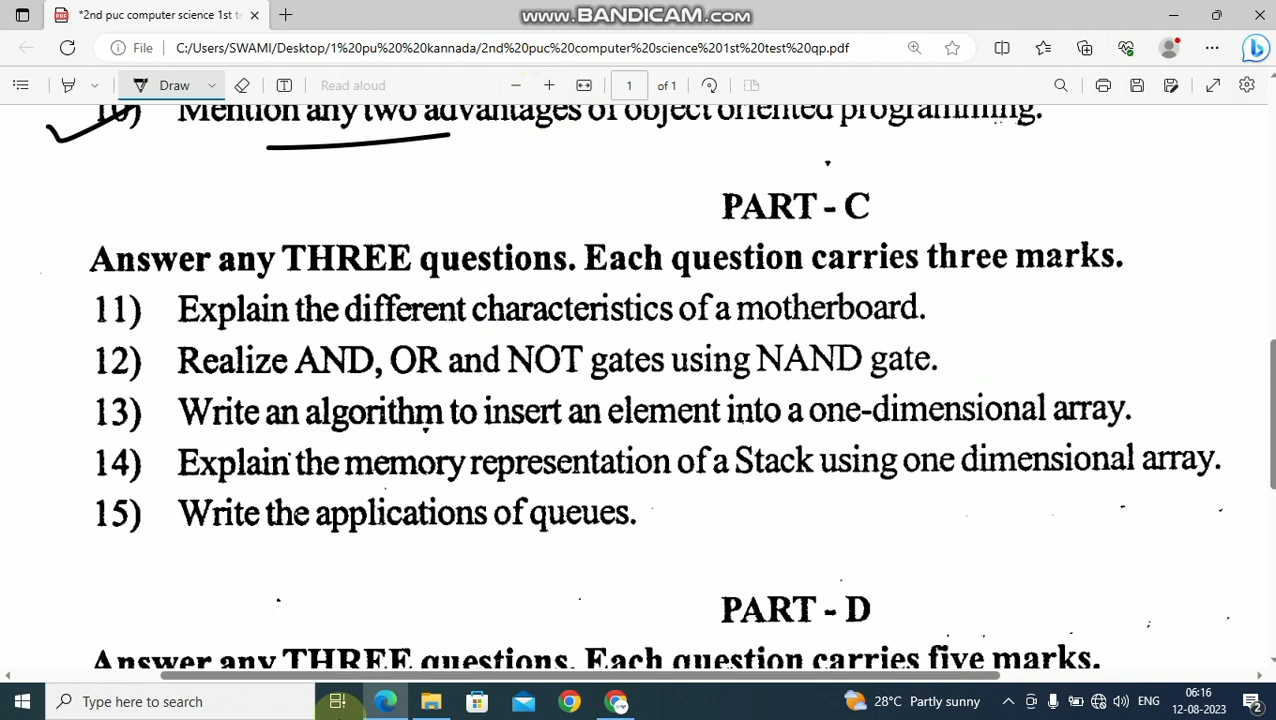 *2nd puc computer science 1st te
www.BANDICAM.com
File
C:/Users/SWAMI/Desktop/1%20pu%20%20kannada/2nd%20puc%20computer%20science%201st%20test%20qp.pdf
Draw
Read aloud
1 of 1
10) Mention any two advantages of object oriented programming.
PART - C
Answer any THREE questions. Each question carries three marks.
11) Explain the different characteristics of a motherboard.
12) Realize AND, OR and NOT gates using NAND gate.
13) Write an algorithm to insert an element into a one-dimensional array.
14) Explain the memory representation of a Stack using one dimensional array.
15) Write the applications of queues.
PART - D
Answer any THREE questions. Each question carries five marks.
Type here to search
28°C Partly sunny
ENG
06:16
12-08-2023
2